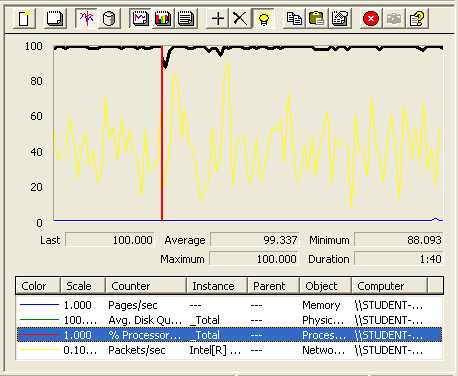 100
80
60
40
20
0
Last 100.000 Average 99.337 Minimum 88.093
Maximum 100.000 Duration 1:40
Color Scale Counter Instance Parent Object Computer
1.000 Pages/sec --- --- Memory \\STUDENT-...
100.... Avg. Disk Qu... _Total --- Physic... \\STUDENT-...
1.000 % Processor... _Total --- Proces... \\STUDENT-...
0.10... Packets/sec Intel[R] ... --- Netwo... \\STUDENT-...